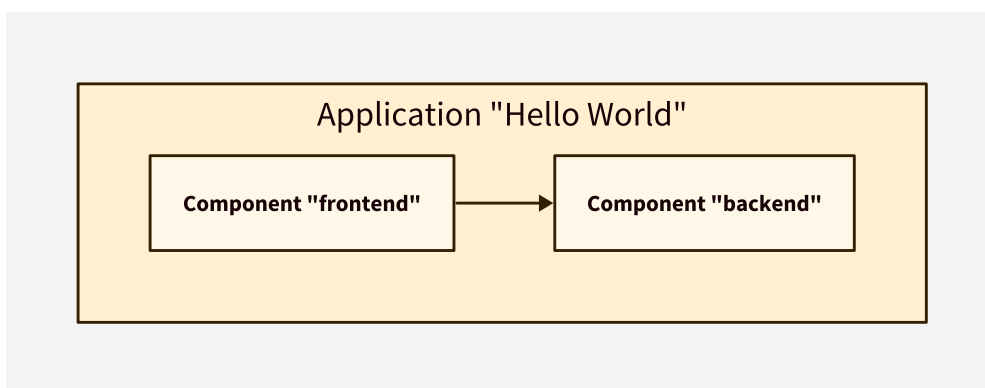 Application "Hello World"
Component "frontend"
Component "backend"